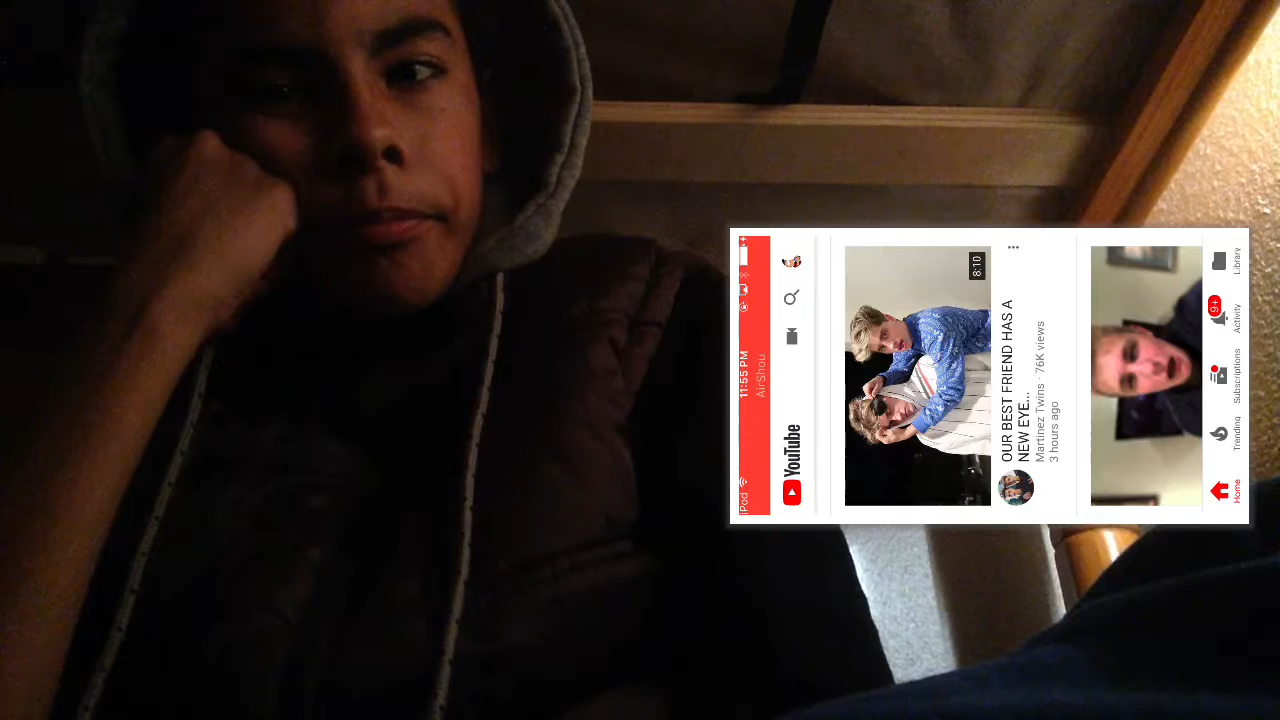 iPod 11:55 PM
AirShou
YouTube
8:10
OUR BEST FRIEND HAS A
NEW EYE...
Martinez Twins · 76K views
3 hours ago
9+
Home Trending Subscriptions Activity Library